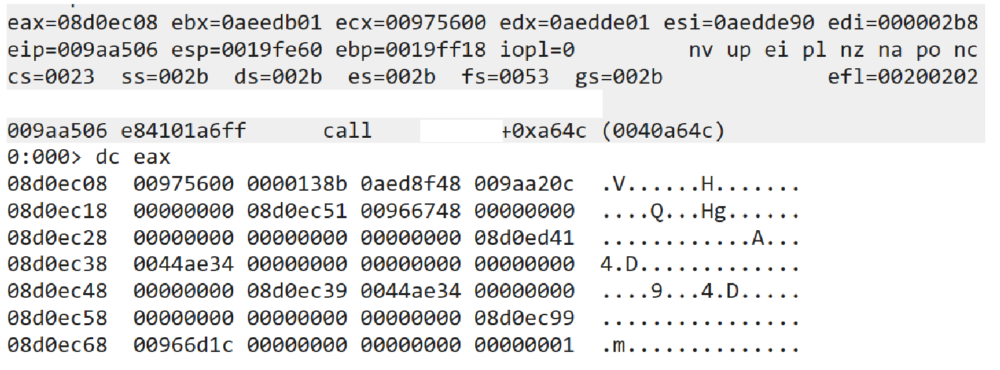 eax=08d0ec08 ebx=0aeedb01 ecx=00975600 edx=0aedde01 esi=0aedde90 edi=000002b8
eip=009aa506 esp=0019fe60 ebp=0019ff18 iopl=0         nv up ei pl nz na po nc
cs=0023  ss=002b  ds=002b  es=002b  fs=0053  gs=002b             efl=00200202
009aa506 e84101a6ff      call            +0xa64c (0040a64c)
0:000> dc eax
08d0ec08  00975600 0000138b 0aed8f48 009aa20c  .V......H.......
08d0ec18  00000000 08d0ec51 00966748 00000000  ....Q...Hg......
08d0ec28  00000000 00000000 00000000 08d0ed41  ............A...
08d0ec38  0044ae34 00000000 00000000 00000000  4.D.............
08d0ec48  00000000 08d0ec39 0044ae34 00000000  ....9...4.D.....
08d0ec58  00000000 00000000 00000000 08d0ec99  ................
08d0ec68  00966d1c 00000000 00000000 00000001  .m..............